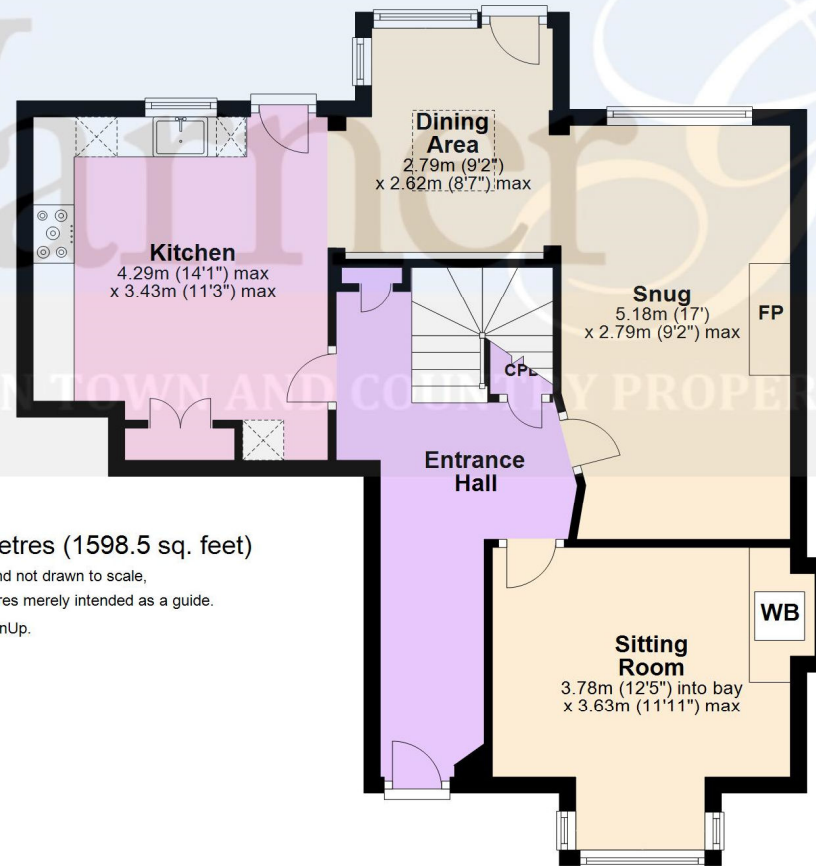 arner
Dining
Area
2.79m (9'2")
x 2.62m (8'7") max
Kitchen
4.29m (14'1") max
x 3.43m (11'3") max
Snug
5.18m (17')
x 2.79m (9'2") max
FP
CPD
N TOWN AND COUNTRY PROPER
Entrance
Hall
etres (1598.5 sq. feet)
nd not drawn to scale,
res merely intended as a guide.
nUp.
WB
Sitting
Room
3.78m (12'5") into bay
x 3.63m (11'11") max